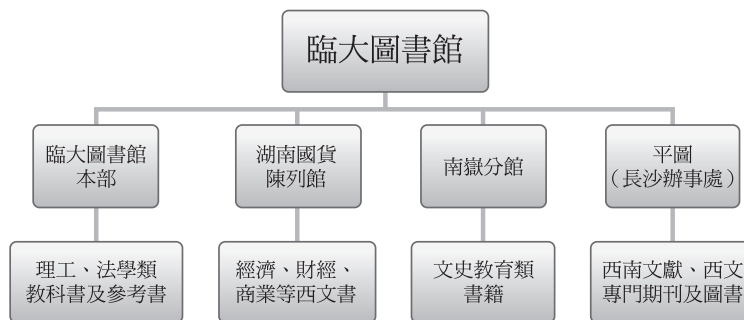 臨大圖書館
臨大圖書館
本部
湖南國貨
陳列館
南嶽分館
平圖
（長沙辦事處）
理工、法學類
教科書及參考書
經濟、財經、
商業等西文書
文史教育類
書籍
西南文獻、西文
專門期刊及圖書